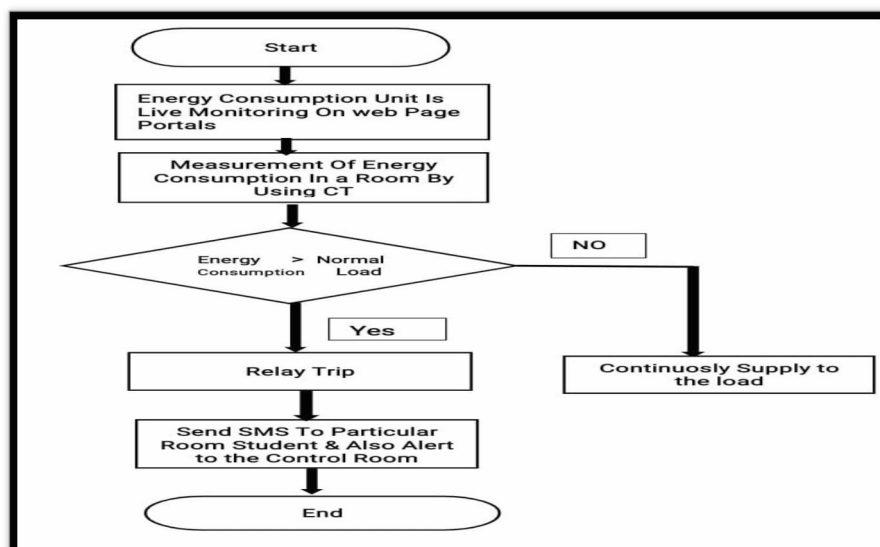 Start
Energy Consumption Unit Is
Live Monitoring On web Page
Portals
Measurement Of Energy
Consumption In a Room By
Using CT
Energy > Normal
Consumption Load
NO
Yes
Relay Trip
Continuosly Supply to
the load
Send SMS To Particular
Room Student & Also Alert
to the Control Room
End